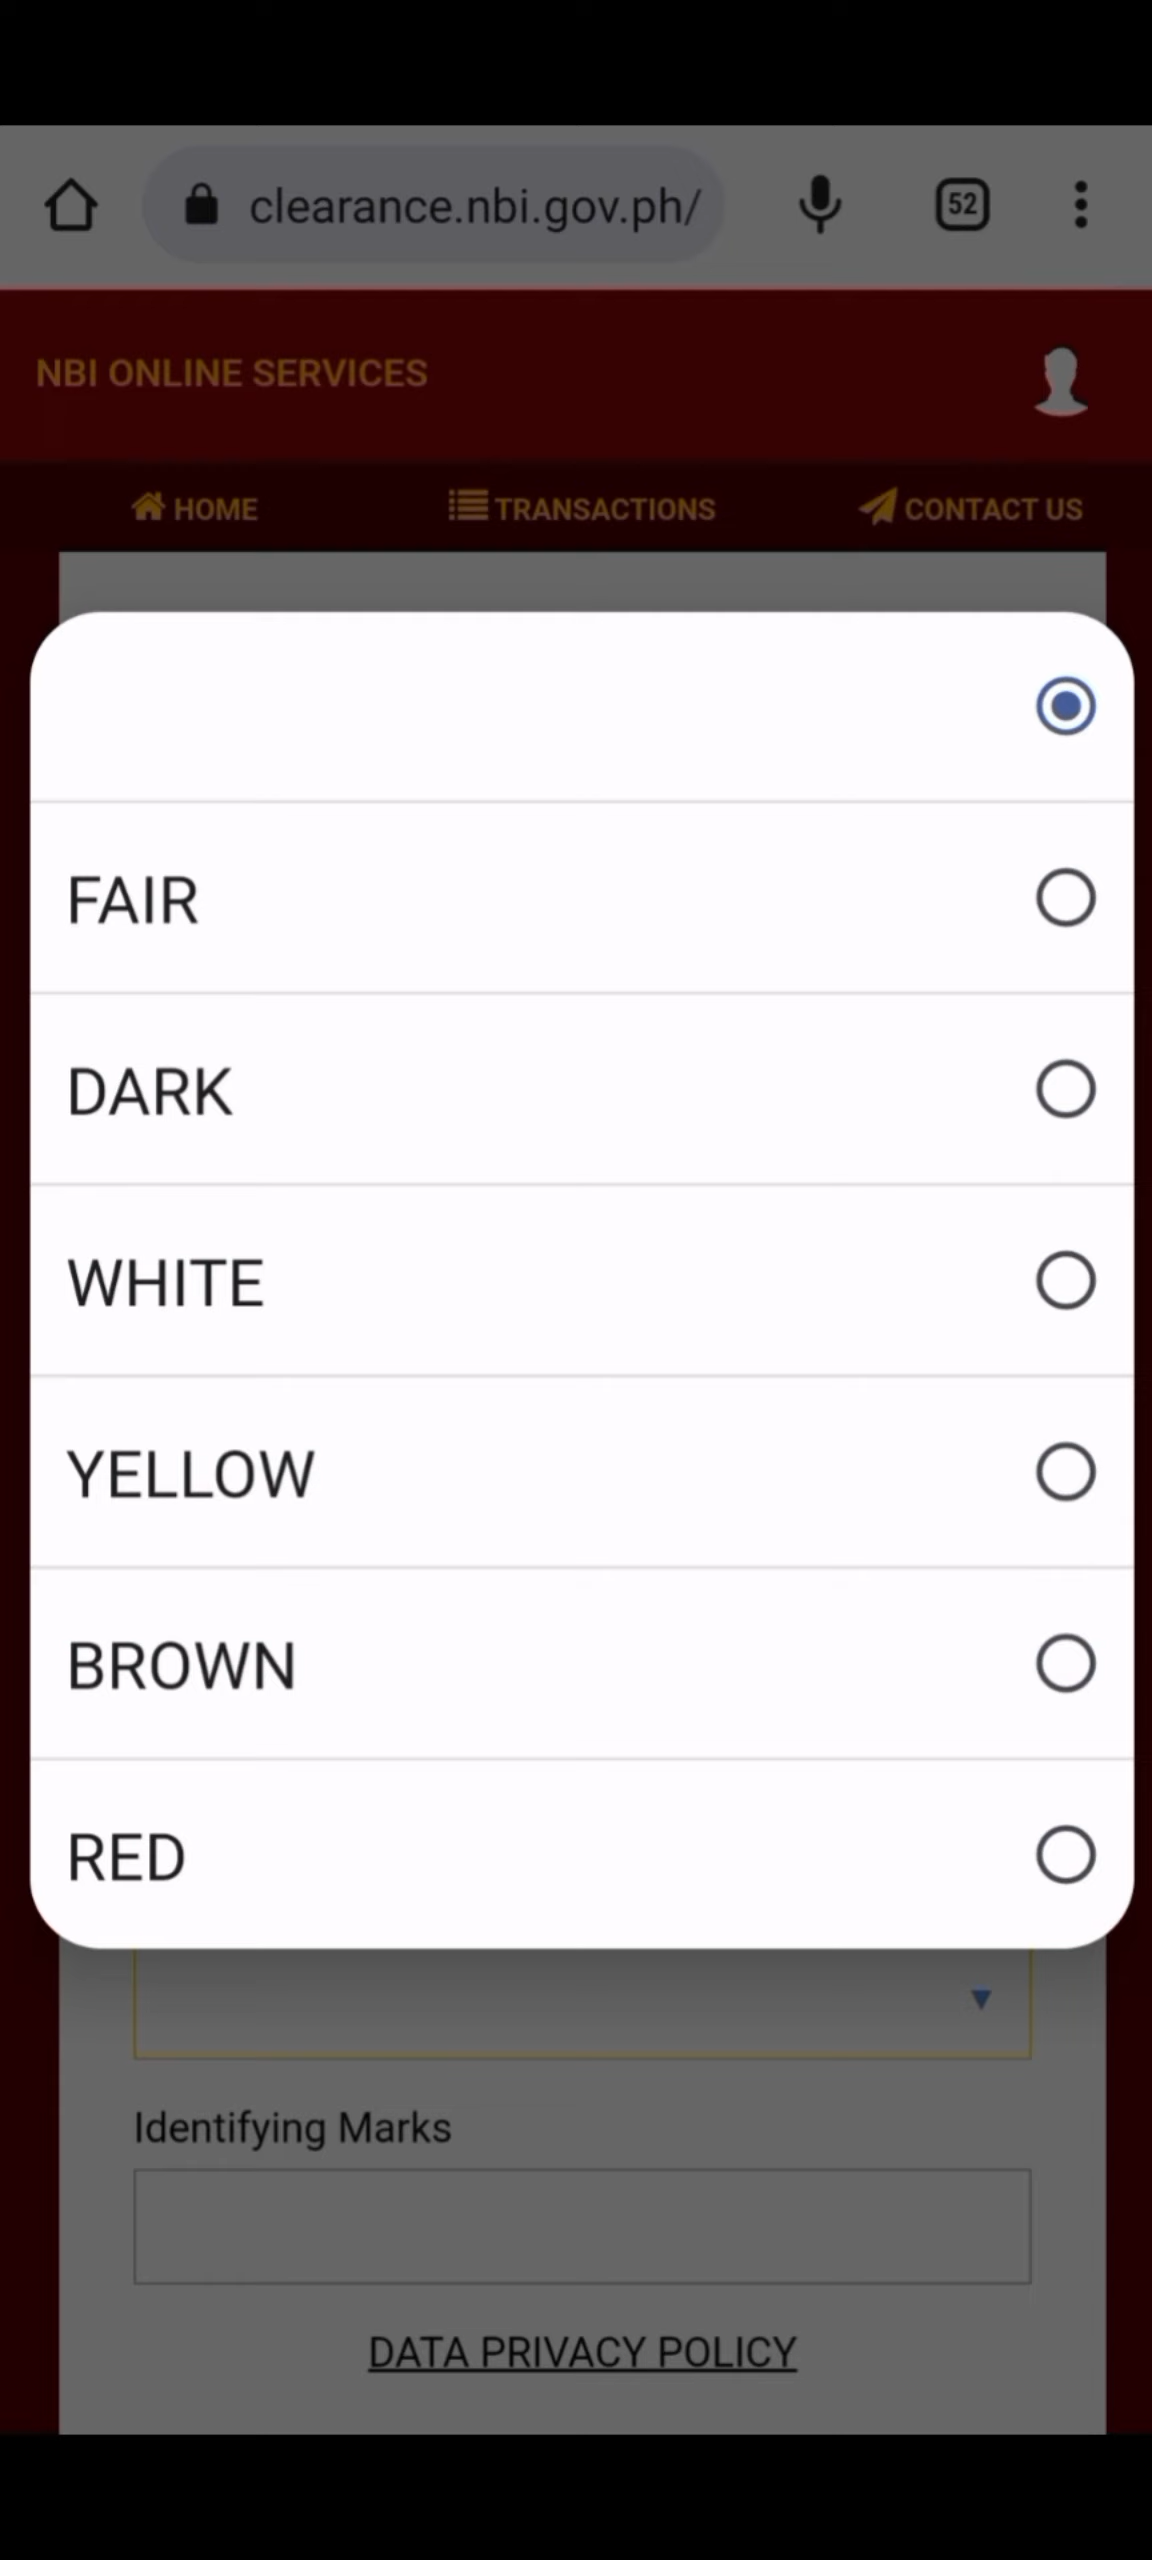 clearance.nbi.gov.ph/
52
NBI ONLINE SERVICES
HOME
TRANSACTIONS
CONTACT US
FAIR
DARK
WHITE
YELLOW
BROWN
RED
Identifying Marks
DATA PRIVACY POLICY